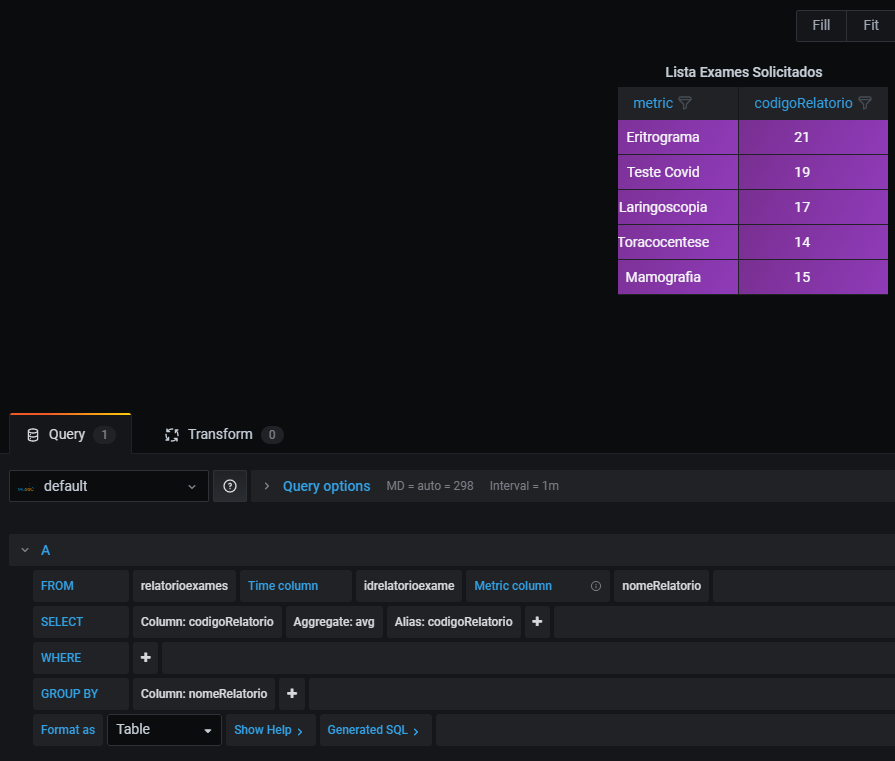 Fill Fit
Lista Exames Solicitados
metric codigoRelatorio
Eritrograma 21
Teste Covid 19
Laringoscopia 17
Toracocentese 14
Mamografia 15
Query 1 Transform 0
default Query options MD = auto = 298 Interval = 1m
A
FROM relatorioexames Time column idrelatorioexame Metric column nomeRelatorio
SELECT Column: codigoRelatorio Aggregate: avg Alias: codigoRelatorio +
WHERE +
GROUP BY Column: nomeRelatorio +
Format as Table Show Help > Generated SQL >